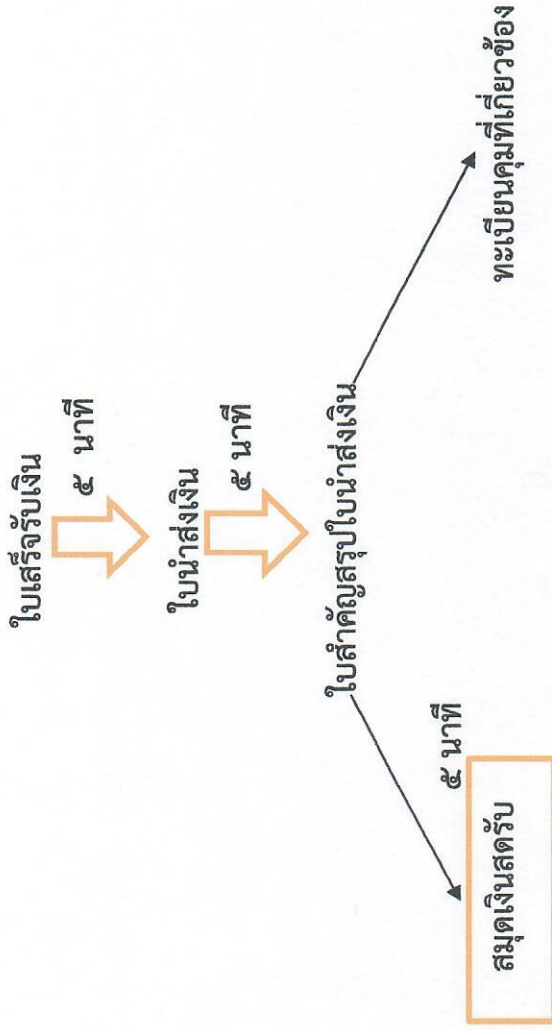 ใบเสร็จรับเงิน
๕ นาที
ใบนำส่งเงิน
๕ นาที
ใบสำคัญสรุปใบนำส่งเงิน
๕ นาที
สมุดเงินสดรับ
ทะเบียนคุมที่เกี่ยวข้อง